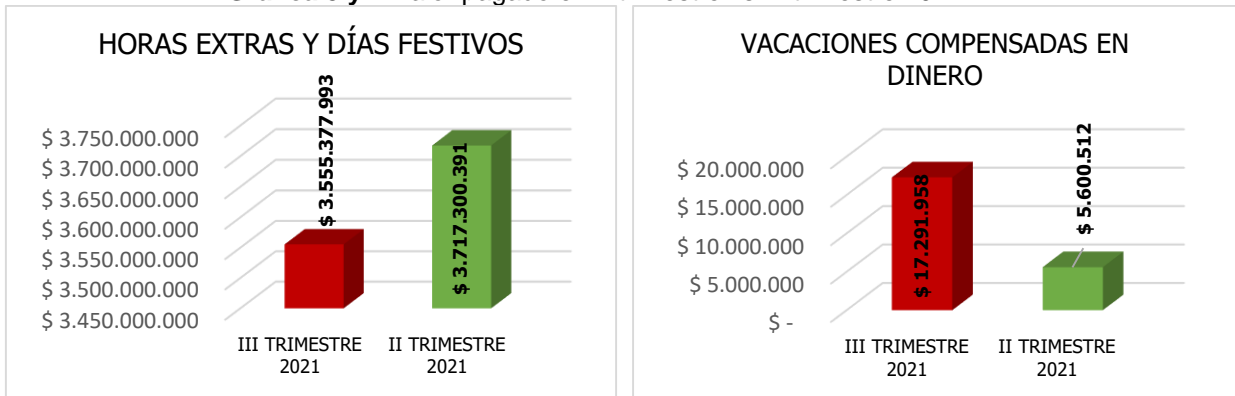 HORAS EXTRAS Y DÍAS FESTIVOS
$ 3.750.000.000
$ 3.700.000.000
$ 3.650.000.000
$ 3.600.000.000
$ 3.550.000.000
$ 3.500.000.000
$ 3.450.000.000
$ 3.555.377.993
$ 3.717.300.391
III TRIMESTRE
2021
II TRIMESTRE
2021
VACACIONES COMPENSADAS EN
DINERO
$ 20.000.000
$ 15.000.000
$ 10.000.000
$ 5.000.000
$ -
$ 17.291.958
$ 5.600.512
III TRIMESTRE
2021
II TRIMESTRE
2021